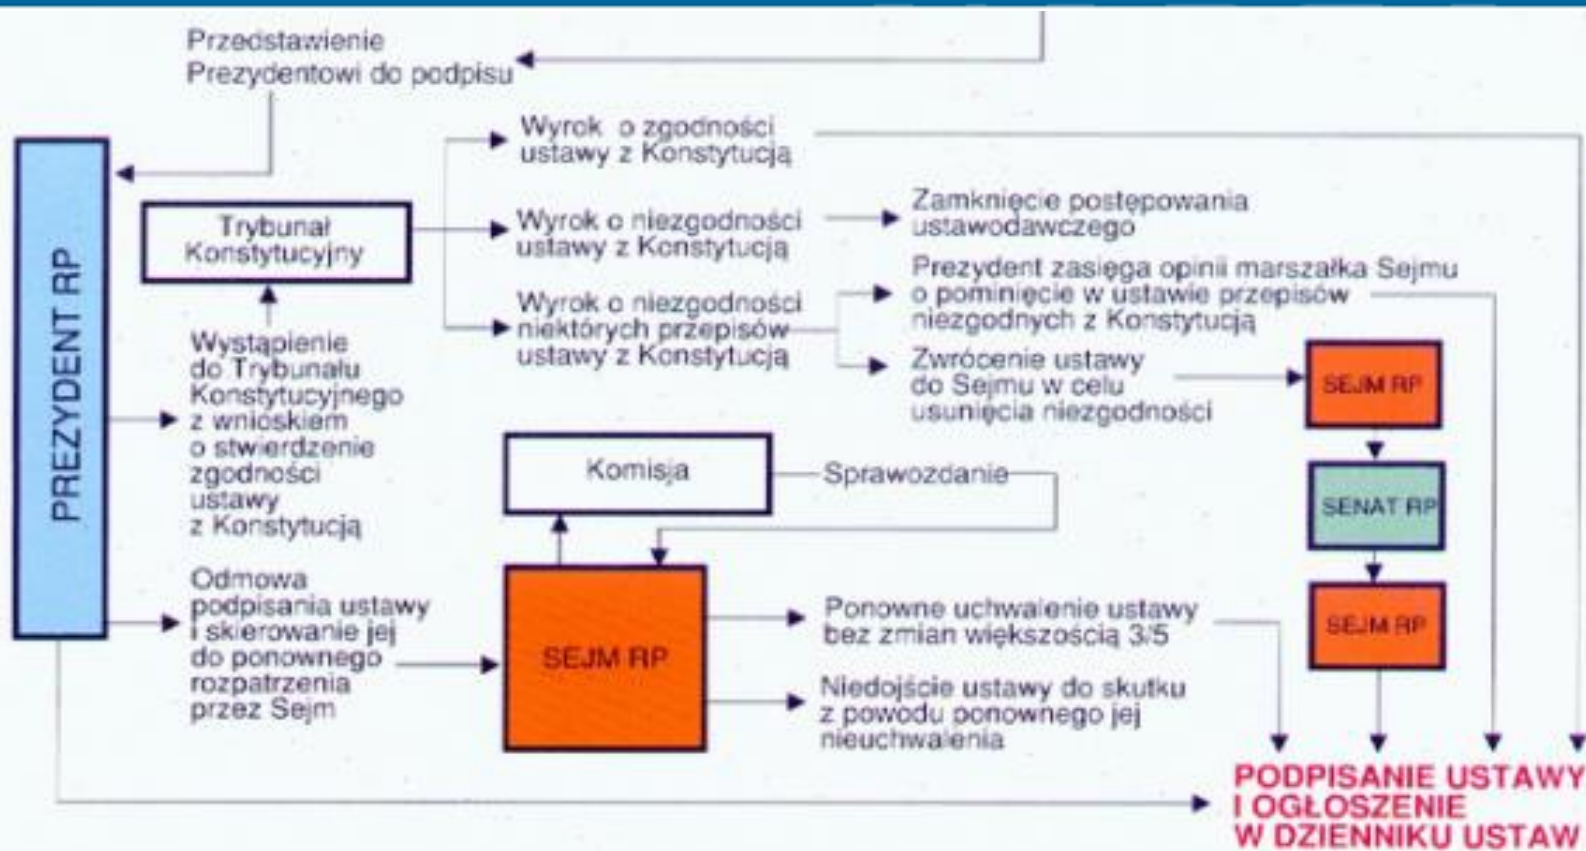 Przedstawienie
Prezydentowi do podpisu
PREZYDENT RP
Trybunał
Konstytucyjny
Wyrok o zgodności
ustawy z Konstytucją
Wyrok o niezgodności
ustawy z Konstytucją
Zamknięcie postępowania
ustawodawczego
Wyrok o niezgodności
niektórych przepisów
ustawy z Konstytucją
Prezydent zasięga opinii marszałka Sejmu
o pominięcie w ustawie przepisów
niezgodnych z Konstytucją
Zwrócenie ustawy
do Sejmu w celu
usunięcia niezgodności
SEJM RP
SENAT RP
SEJM RP
Wystąpienie
do Trybunału
Konstytucyjnego
z wnioskiem
o stwierdzenie
zgodności
ustawy
z Konstytucją
Komisja
Sprawozdanie
Odmowa
podpisania ustawy
i skierowanie jej
do ponownego
rozpatrzenia
przez Sejm
SEJM RP
Ponowne uchwalenie ustawy
bez zmian większością 3/5
Niedojście ustawy do skutku
z powodu ponownego jej
nieuchwalenia
PODPISANIE USTAWY
I OGŁOSZENIE
W DZIENNIKU USTAW